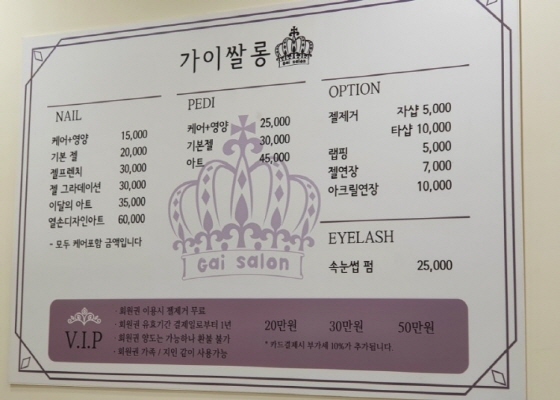 가이쌀롱
Gai salon
NAIL
케어+영양 15,000
기본 젤 20,000
젤프렌치 30,000
젤 그라데이션 30,000
이달의 아트 35,000
열손디자인아트 60,000
- 모두 케어포함 금액입니다
PEDI
케어+영양 25,000
기본젤 30,000
아트 45,000
OPTION
젤제거 자샵 5,000
타샵 10,000
랩핑 5,000
젤연장 7,000
아크릴연장 10,000
EYELASH
속눈썹 펌 25,000
Gai salon
V.I.P
· 회원권 이용시 젤제거 무료
· 회원권 유효기간 결제일로부터 1년
· 회원권 양도는 가능하나 환불 불가
· 회원권 가족 / 지인 같이 사용가능
20만원 30만원 50만원
* 카드결제시 부가세 10%가 추가됩니다.